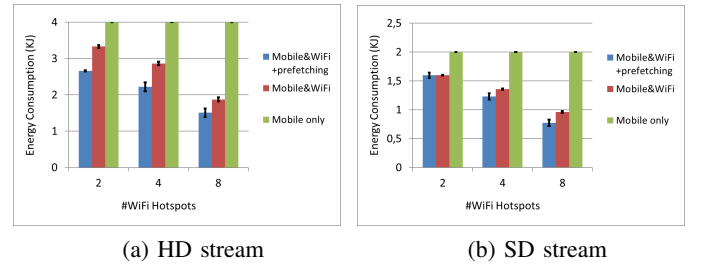 4
3
2
1
0
Energy Consumption (KJ)
2
4
8
#WiFi Hotspots
Mobile&WiFi
+prefetching
Mobile&WiFi
Mobile only
(a) HD stream
2,5
2
1,5
1
0,5
0
Energy Consumption (KJ)
2
4
8
#WiFi Hotspots
Mobile&WiFi
+prefetching
Mobile&WiFi
Mobile only
(b) SD stream